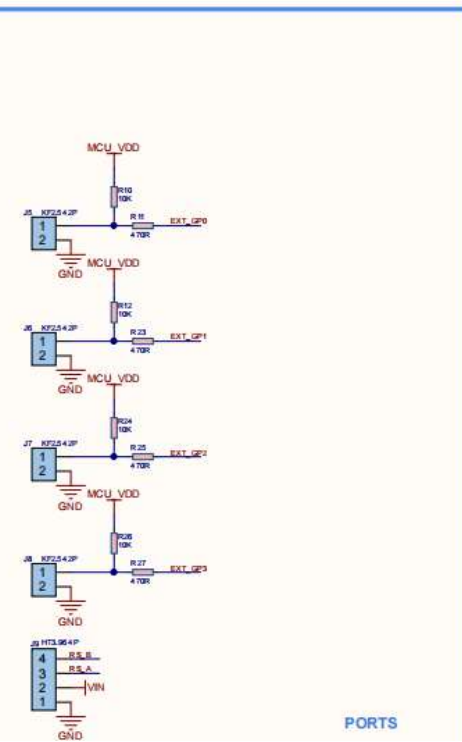 MCU_VDD
R10
10K
J5 KF2.54 2P
R11
EXT_GP0
1
470R
2
GND
MCU_VDD
R12
10K
J6 KF2.54 2P
R23
EXT_GP1
1
470R
2
GND
MCU_VDD
R24
10K
J7 KF2.54 2P
R25
EXT_GP2
1
470R
2
GND
MCU_VDD
R26
10K
J8 KF2.54 2P
R27
EXT_GP3
1
470R
2
GND
J9 HT3.96 4P
4 RS_B
3 RS_A
2 VIN
1
GND
PORTS